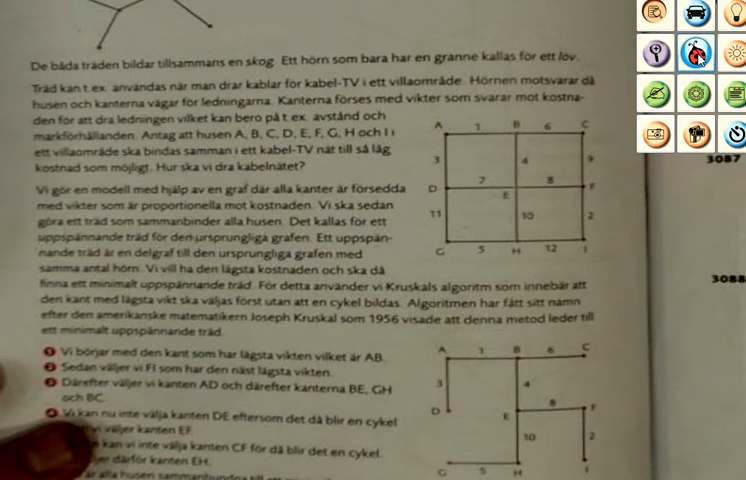 De båda träden bildar tillsammans en skog. Ett hörn som bara har en granne kallas för ett löv.
Träd kan t.ex. användas när man drar kablar för kabel-TV i ett villaområde. Hörnen motsvarar då
husen och kanterna vägar för ledningarna. Kanterna förses med vikter som svarar mot kostna-
den för att dra ledningen vilket kan bero på t.ex. avstånd och
markförhållanden. Antag att husen A, B, C, D, E, F, G, H och I i
ett villaområde ska bindas samman i ett kabel-TV nät till så låg
kostnad som möjligt. Hur ska vi dra kabelnätet?
Vi gör en modell med hjälp av en graf där alla kanter är försedda
med vikter som är proportionella mot kostnaden. Vi ska sedan
göra ett träd som sammanbinder alla husen. Det kallas för ett
uppspännande träd för den ursprungliga grafen. Ett uppspän-
nande träd är en delgraf till den ursprungliga grafen med
samma antal hörn. Vi vill ha den lägsta kostnaden och ska då
finna ett minimalt uppspännande träd. För detta använder vi Kruskals algoritm som innebär att
den kant med lägsta vikt ska väljas först utan att en cykel bildas. Algoritmen har fått sitt namn
efter den amerikanske matematikern Joseph Kruskal som 1956 visade att denna metod leder till
ett minimalt uppspännande träd.
A 1 B 6 C
3 4 9
D 7 E 8 F
11 10 2
G 5 H 12 I
1 Vi börjar med den kant som har lägsta vikten vilket är AB.
2 Sedan väljer vi FI som har den näst lägsta vikten.
3 Därefter väljer vi kanten AD och därefter kanterna BE, GH
och BC.
4 Vi kan nu inte välja kanten DE eftersom det då blir en cykel
vi väljer kanten EF.
kan vi inte välja kanten CF för då blir det en cykel.
därför kanten EH.
är alla husen sammanbundna till ett
A 1 B 6 C
3 4
D E 8 F
10 2
G 5 H I
3087
3088